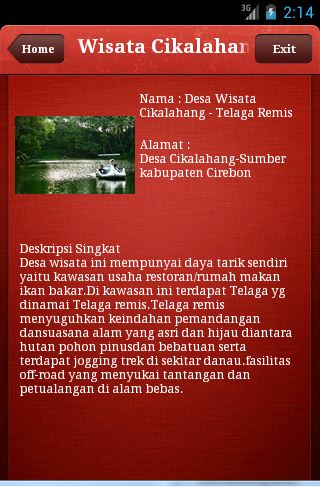 3G 2:14
Home Wisata Cikalahan Exit
Nama : Desa Wisata
Cikalahang - Telaga Remis
Alamat :
Desa Cikalahang-Sumber
kabupaten Cirebon
Deskripsi Singkat
Desa wisata ini mempunyai daya tarik sendiri
yaitu kawasan usaha restoran/rumah makan
ikan bakar.Di kawasan ini terdapat Telaga yg
dinamai Telaga remis.Telaga remis
menyuguhkan keindahan pemandangan
dansuasana alam yang asri dan hijau diantara
hutan pohon pinusdan bebatuan serta
terdapat jogging trek di sekitar danau.fasilitas
off-road yang menyukai tantangan dan
petualangan di alam bebas.